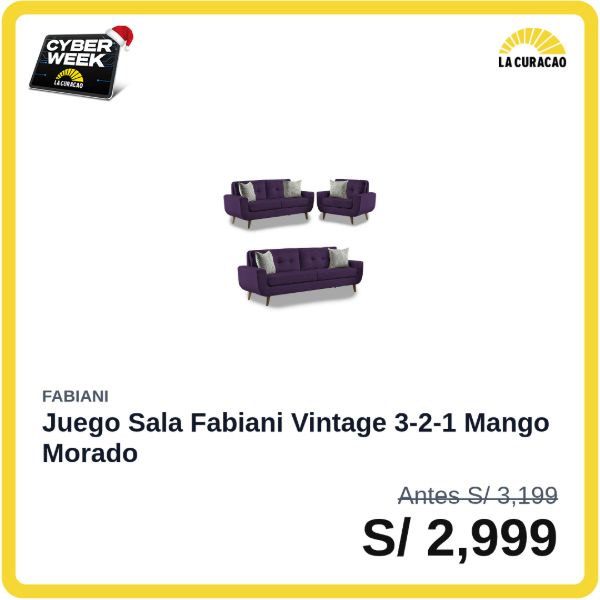 CYBER
WEEK
LA CURACAO
LA CURACAO
FABIANI
Juego Sala Fabiani Vintage 3-2-1 Mango
Morado
Antes S/ 3,199
S/ 2,999